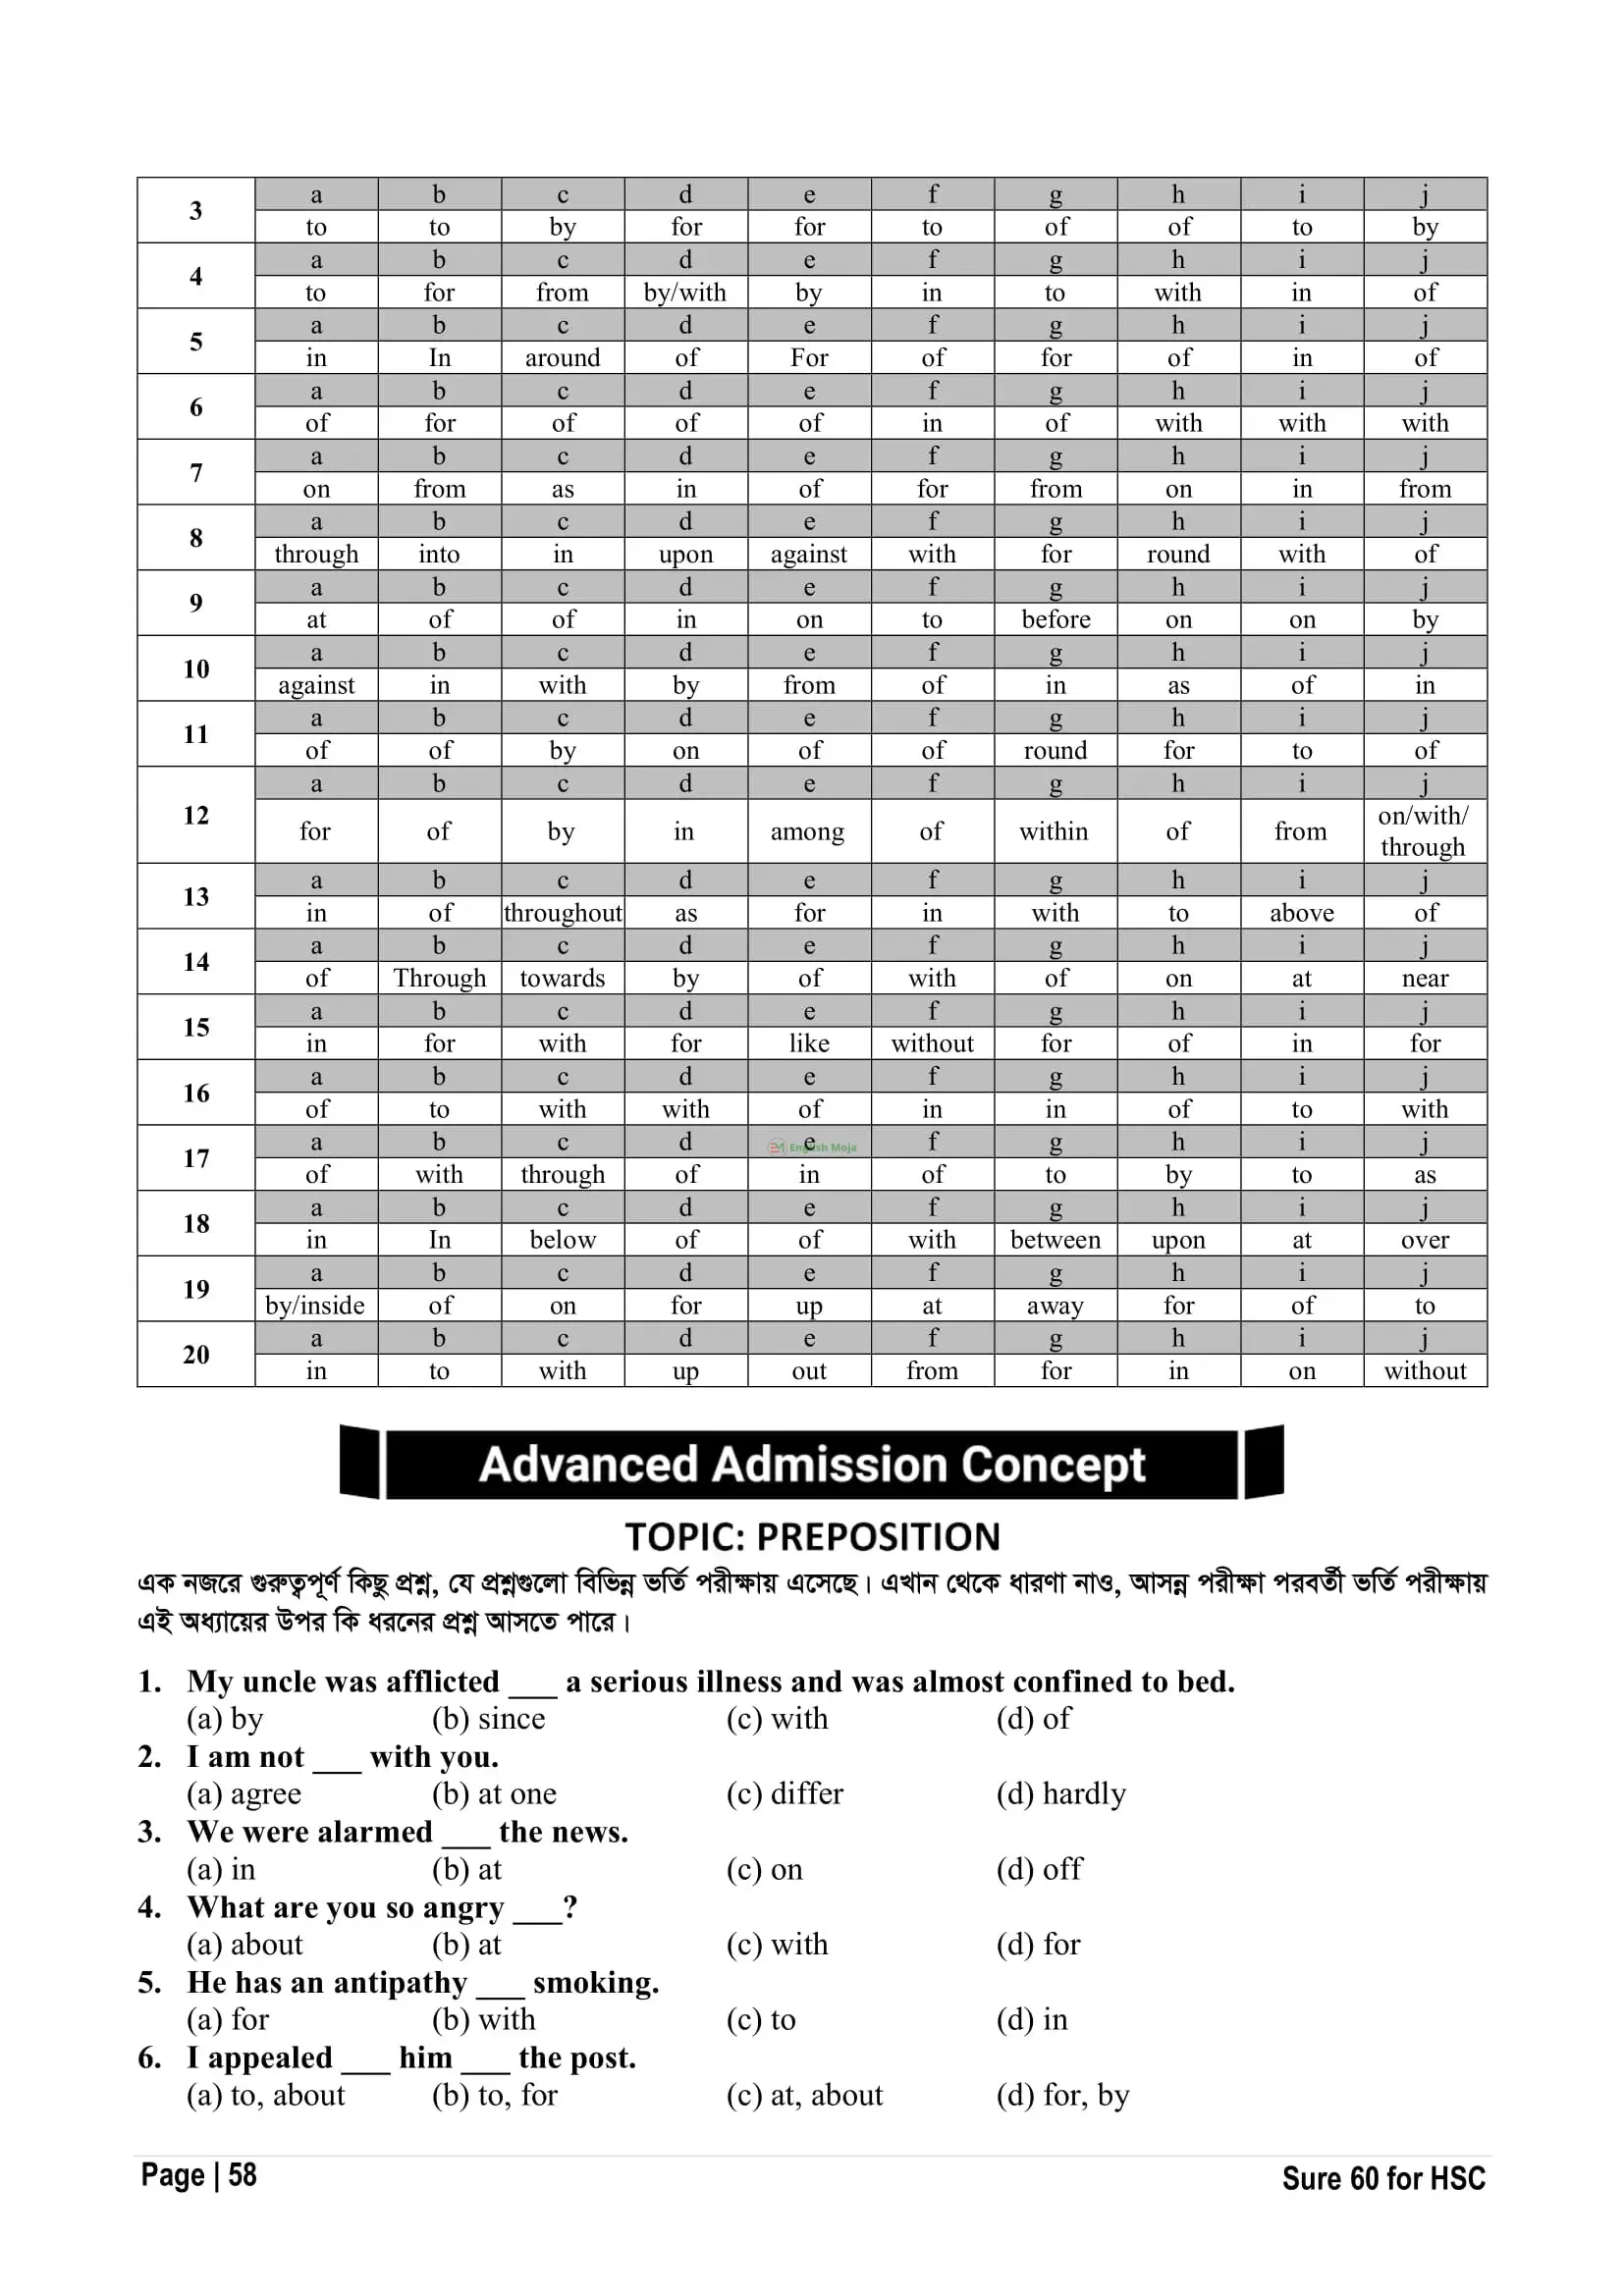 3 a b c d e f g h i j
to to by for for to of of to by
4 a b c d e f g h i j
to for from by/with by in to with in of
5 a b c d e f g h i j
in In around of For of for of in of
6 a b c d e f g h i j
of for of of of in of with with with
7 a b c d e f g h i j
on from as in of for from on in from
8 a b c d e f g h i j
through into in upon against with for round with of
9 a b c d e f g h i j
at of of in on to before on on by
10 a b c d e f g h i j
against in with by from of in as of in
11 a b c d e f g h i j
of of by on of of round for to of
12 a b c d e f g h i j
for of by in among of within of from on/with/
through
13 a b c d e f g h i j
in of throughout as for in with to above of
14 a b c d e f g h i j
of Through towards by of with of on at near
15 a b c d e f g h i j
in for with for like without for of in for
16 a b c d e f g h i j
of to with with of in in of to with
17 a b c d e f g h i j
English Moja
of with through of in of to by to as
18 a b c d e f g h i j
in In below of of with between upon at over
19 a b c d e f g h i j
by/inside of on for up at away for of to
20 a b c d e f g h i j
in to with up out from for in on without
Advanced Admission Concept
TOPIC: PREPOSITION
এক নজরে গুরুত্বপূর্ণ কিছু প্রশ্ন, যে প্রশ্নগুলো বিভিন্ন ভর্তি পরীক্ষায় এসেছে। এখান থেকে ধারণা নাও, আসন্ন পরীক্ষা পরবর্তী ভর্তি পরীক্ষায়
এই অধ্যায়ের উপর কি ধরনের প্রশ্ন আসতে পারে।
1. My uncle was afflicted ___ a serious illness and was almost confined to bed.
(a) by (b) since (c) with (d) of
2. I am not ___ with you.
(a) agree (b) at one (c) differ (d) hardly
3. We were alarmed ___ the news.
(a) in (b) at (c) on (d) off
4. What are you so angry ___?
(a) about (b) at (c) with (d) for
5. He has an antipathy ___ smoking.
(a) for (b) with (c) to (d) in
6. I appealed ___ him ___ the post.
(a) to, about (b) to, for (c) at, about (d) for, by
Page | 58 Sure 60 for HSC